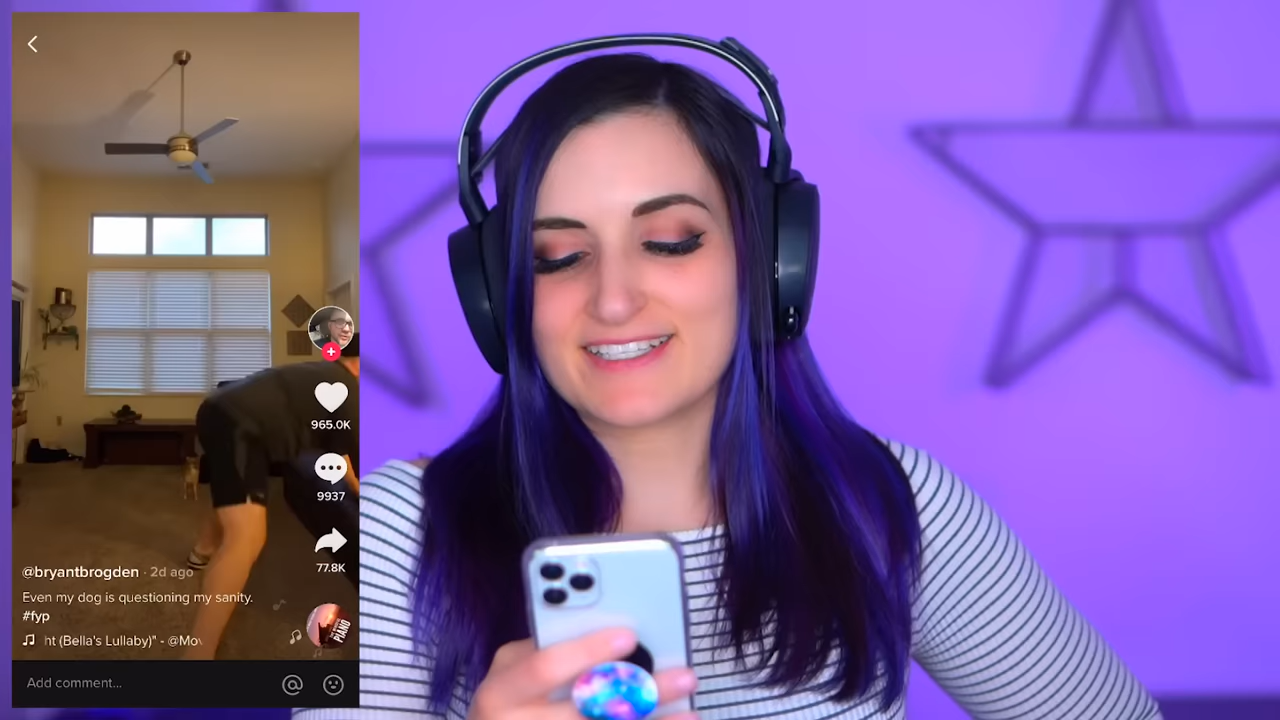 965.0K
9937
77.8K
@bryantbrogden · 2d ago
Even my dog is questioning my sanity.
#fyp
ht (Bella's Lullaby)" - @Mov
PIANO
Add comment...